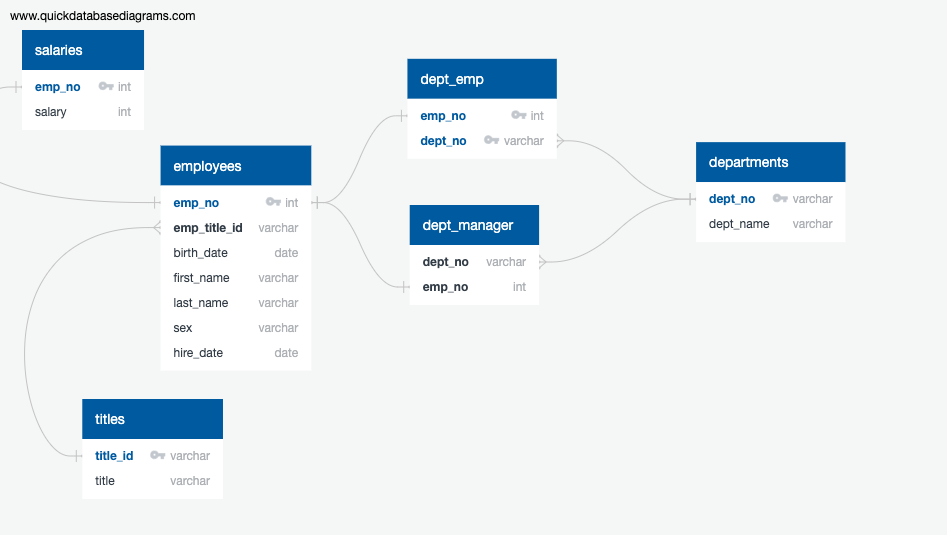 www.quickdatabasediagrams.com
salaries
emp_no int
salary int
employees
emp_no int
emp_title_id varchar
birth_date date
first_name varchar
last_name varchar
sex varchar
hire_date date
titles
title_id varchar
title varchar
dept_emp
emp_no int
dept_no varchar
dept_manager
dept_no varchar
emp_no int
departments
dept_no varchar
dept_name varchar